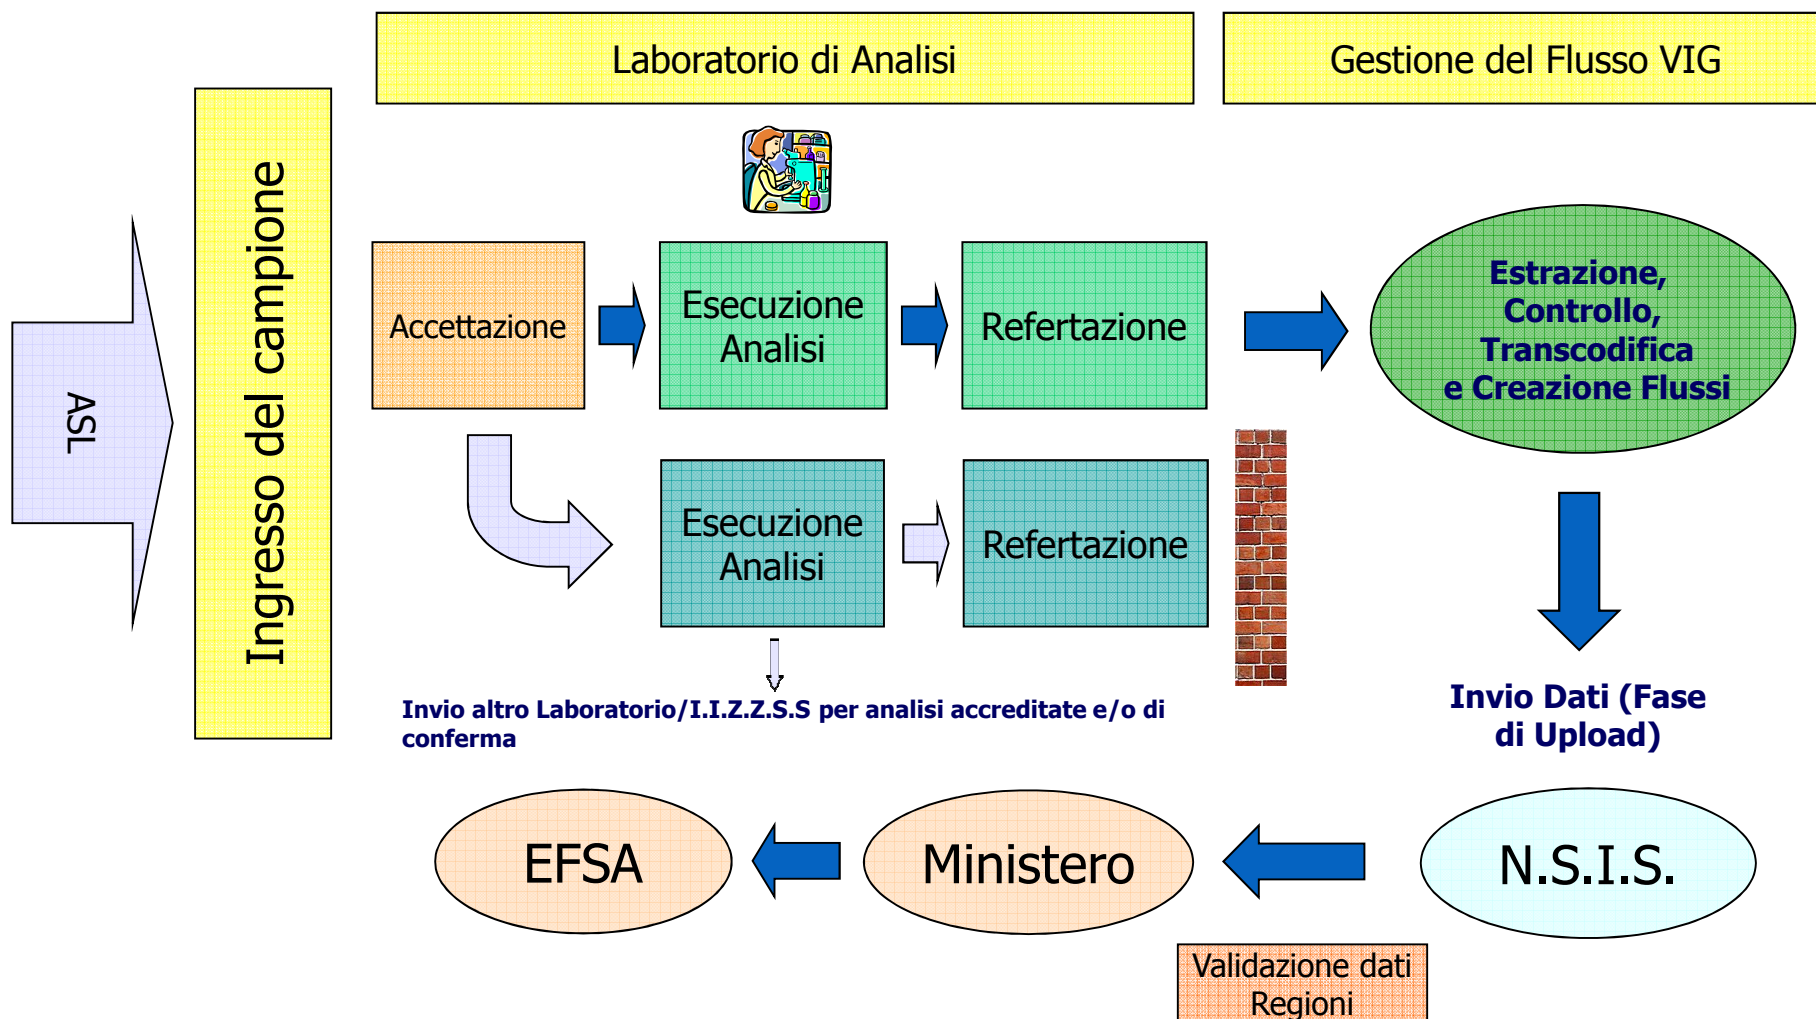 Laboratorio di Analisi
Gestione del Flusso VIG
ASL
Ingresso del campione
Accettazione
Esecuzione
Analisi
Refertazione
Estrazione,
Controllo,
Transcodifica
e Creazione Flussi
Esecuzione
Analisi
Refertazione
Invio altro Laboratorio/I.I.Z.Z.S.S per analisi accreditate e/o di
conferma
Invio Dati (Fase
di Upload)
EFSA
Ministero
N.S.I.S.
Validazione dati
Regioni